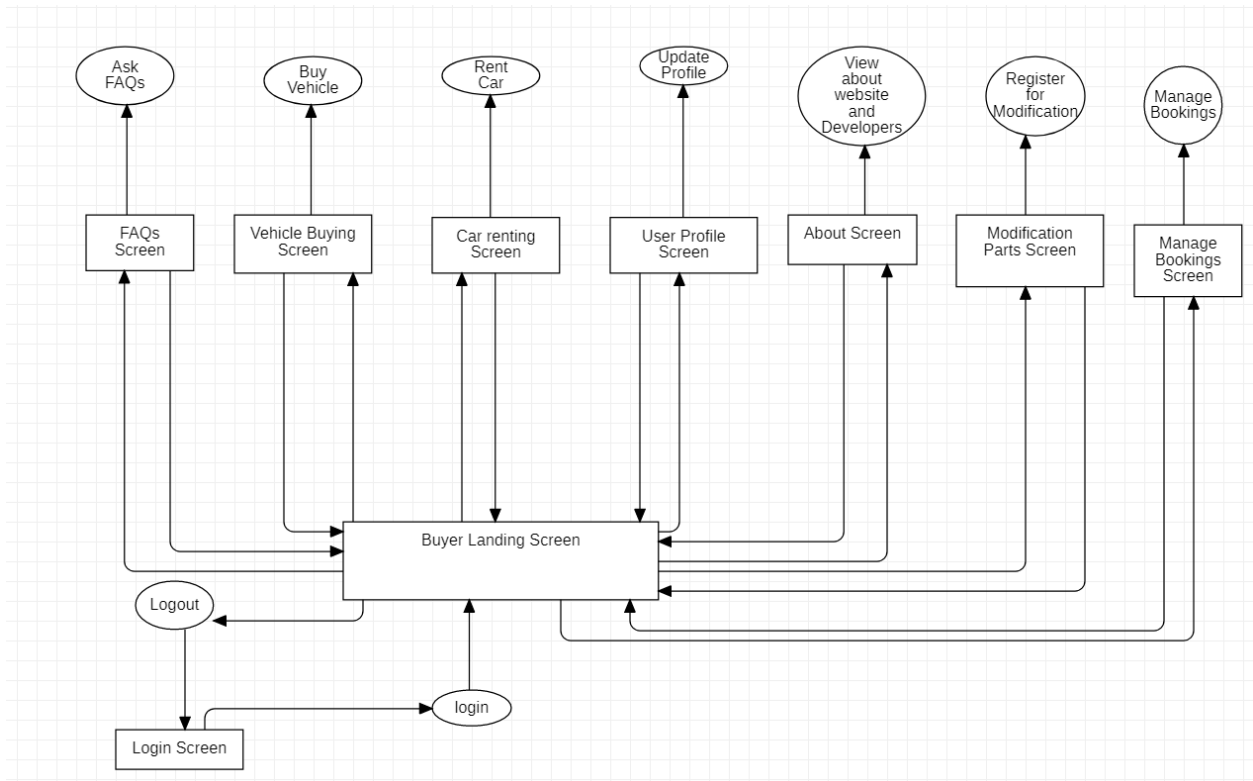 Ask
FAQs
Buy
Vehicle
Rent
Car
Update
Profile
View
about
website
and
Developers
Register
for
Modification
Manage
Bookings
FAQs
Screen
Vehicle Buying
Screen
Car renting
Screen
User Profile
Screen
About Screen
Modification
Parts Screen
Manage
Bookings
Screen
Buyer Landing Screen
Logout
login
Login Screen